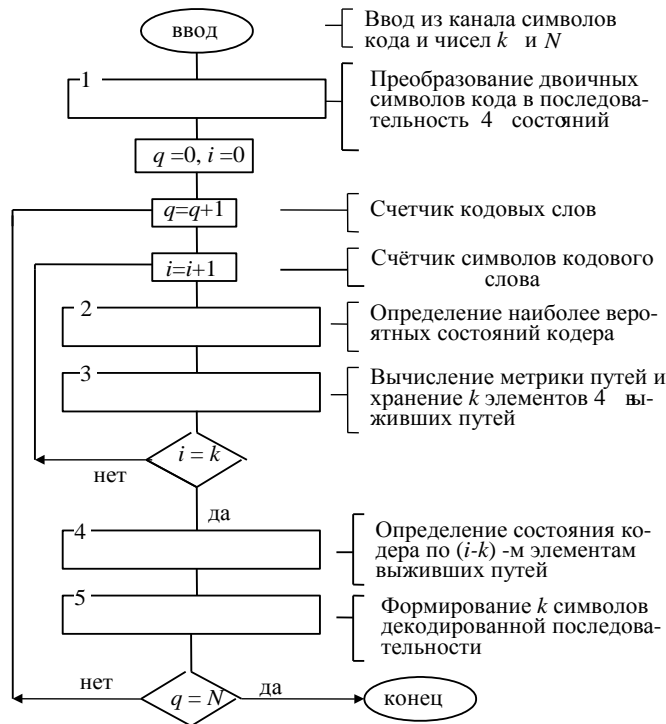 ввод
Ввод из канала символов
кода и чисел k и N
1
Преобразование двоичных
символов кода в последова-
тельность 4 состояний
q =0, i =0
q=q+1
Счетчик кодовых слов
i=i+1
Счётчик символов кодового
слова
2
Определение наиболее веро-
ятных состояний кодера
3
Вычисление метрики путей и
хранение k элементов 4 вы-
живших путей
i = k
нет
да
4
Определение состояния ко-
дера по (i-k) -м элементам
выживших путей
5
Формирование k символов
декодированной последова-
тельности
нет
q = N
да
конец